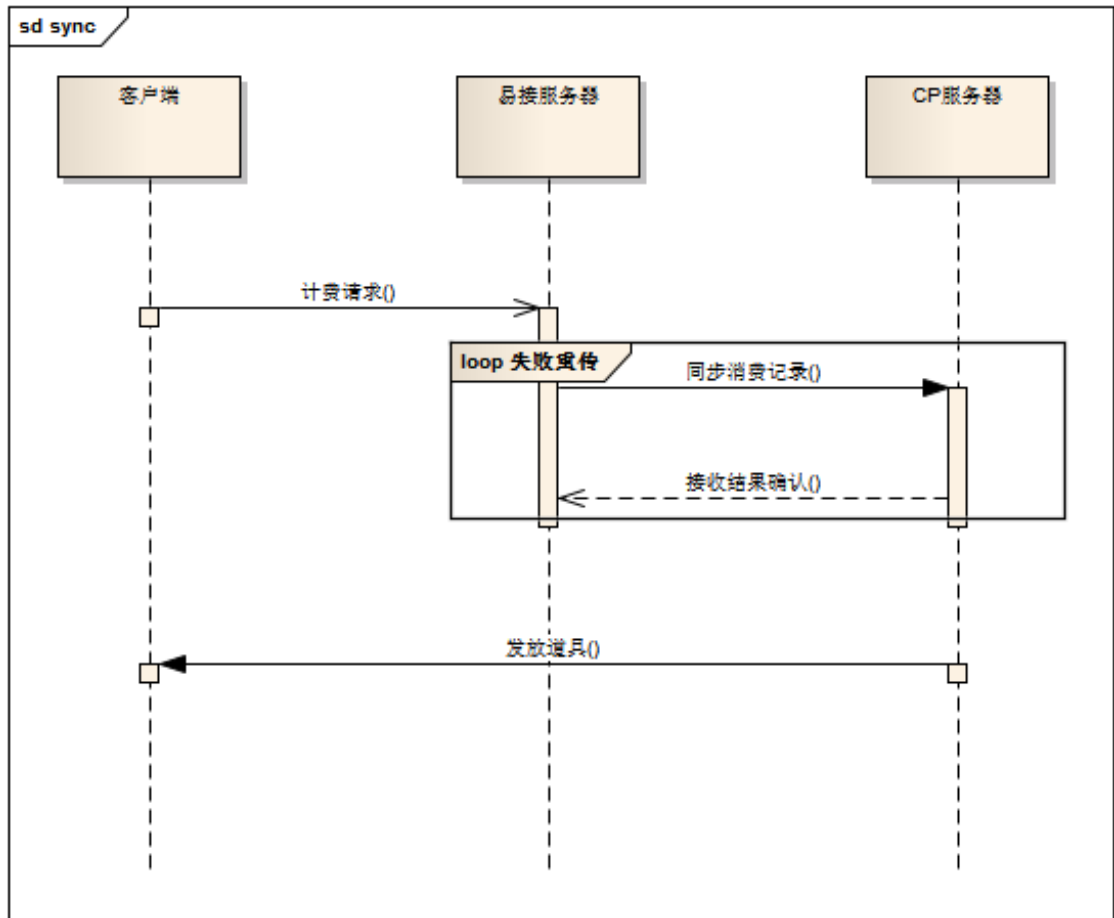 sd sync
客户端
易接服务器
CP服务器
计费请求()
loop 失败重传
同步消费记录()
接收结果确认()
发放道具()